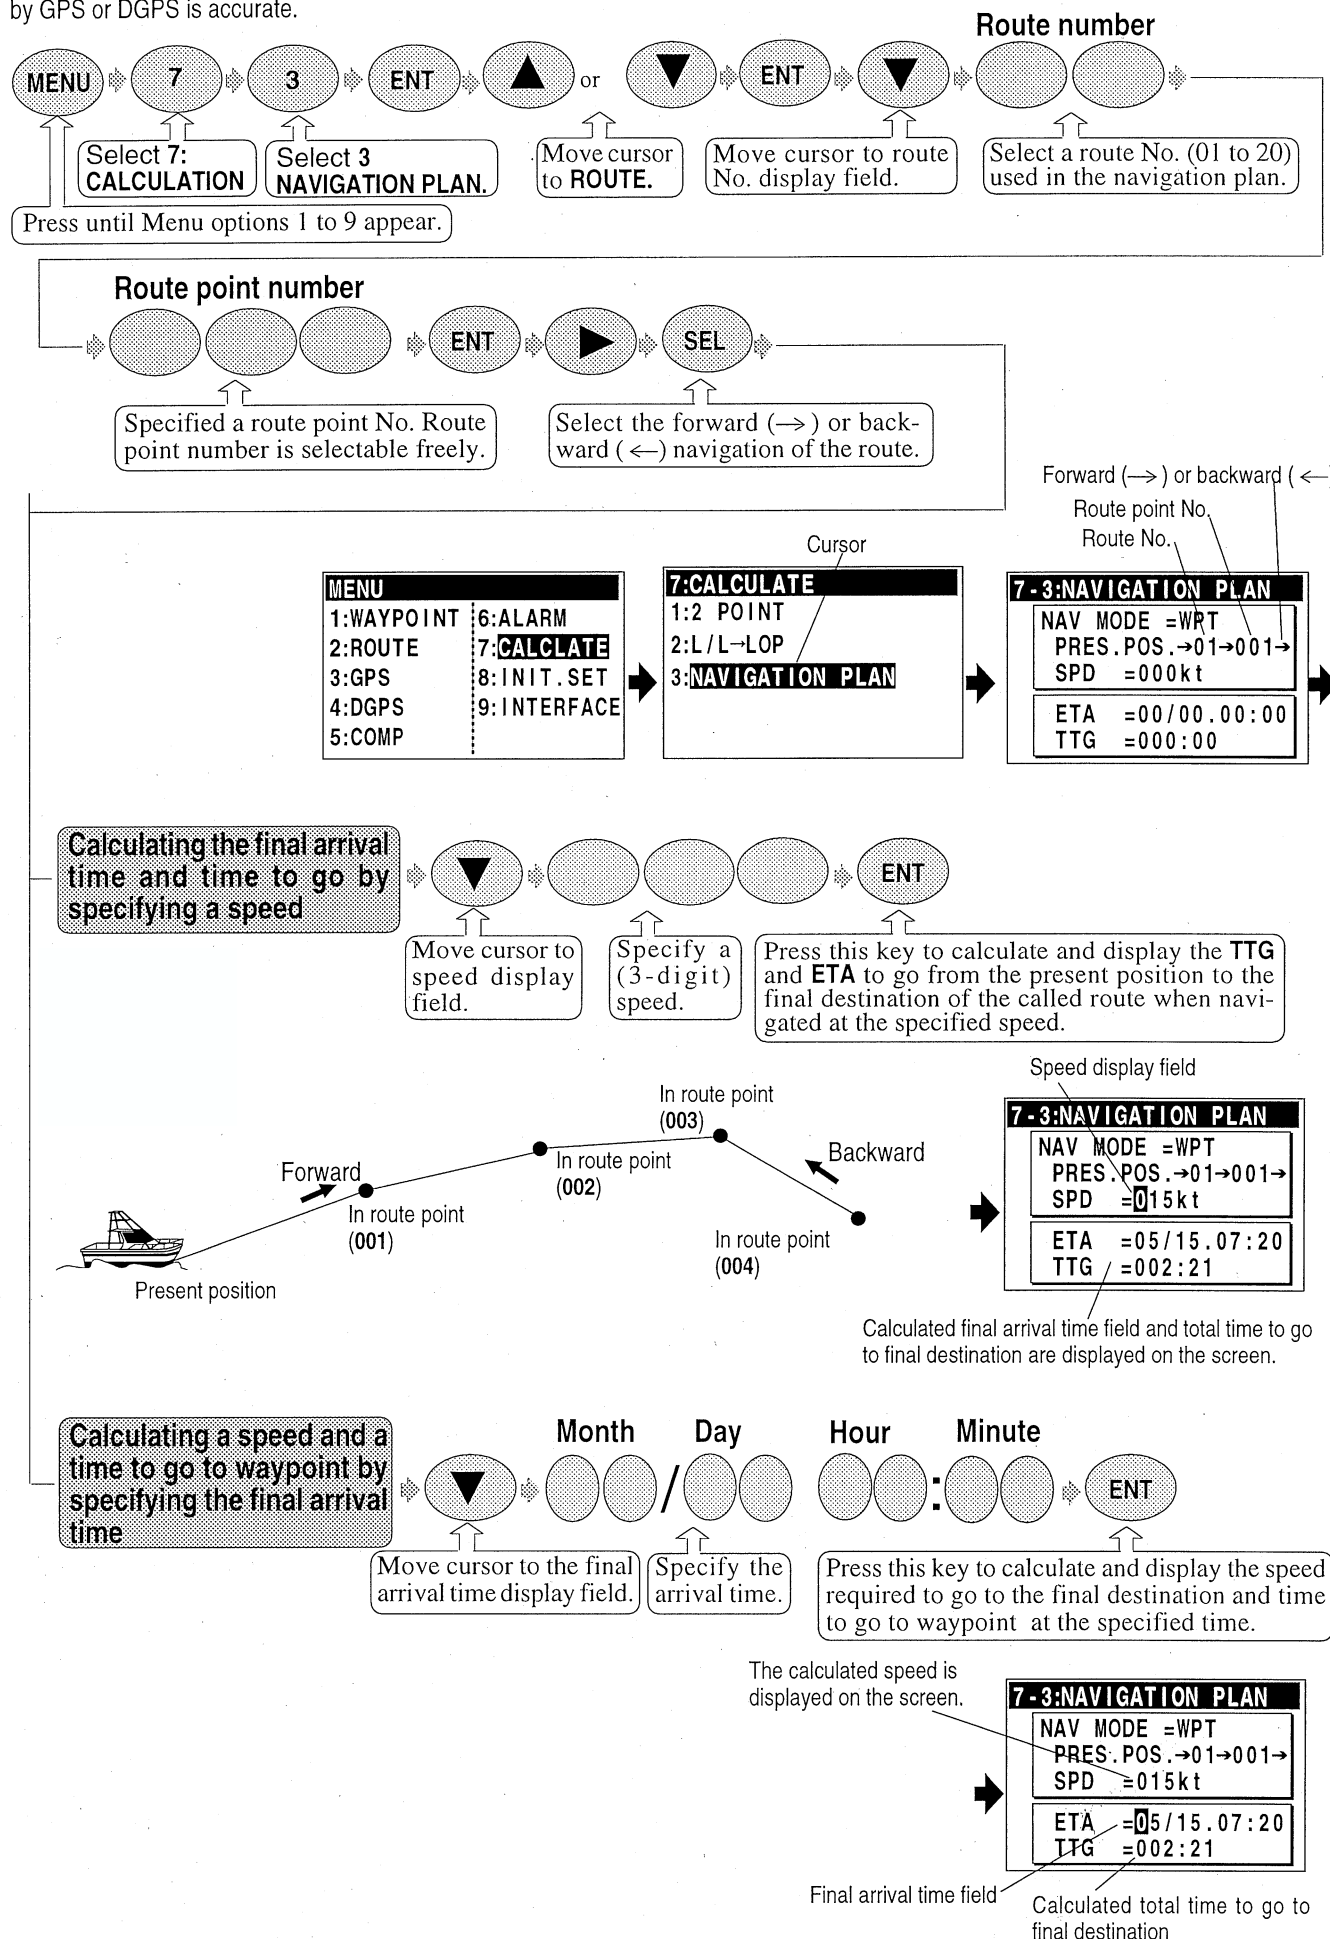 by GPS or DGPS is accurate.
Route number
MENU 7 3 ENT ▲ or ▼ ENT ▼
Select 7:
CALCULATION
Select 3
NAVIGATION PLAN.
Move cursor
to ROUTE.
Move cursor to route
No. display field.
Select a route No. (01 to 20)
used in the navigation plan.
Press until Menu options 1 to 9 appear.
Route point number
ENT ▶ SEL
Specified a route point No. Route
point number is selectable freely.
Select the forward (→) or back-
ward (←) navigation of the route.
Forward (→) or backward (←
Route point No.
Route No.
Cursor
MENU
1:WAYPOINT 6:ALARM
2:ROUTE 7:CALCLATE
3:GPS 8:INIT.SET
4:DGPS 9:INTERFACE
5:COMP
7:CALCULATE
1:2 POINT
2:L/L→LOP
3:NAVIGATION PLAN
7-3:NAVIGATION PLAN
NAV MODE =WPT
PRES.POS.→01→001→
SPD =000kt
ETA =00/00.00:00
TTG =000:00
Calculating the final arrival
time and time to go by
specifying a speed
▼ ENT
Move cursor to
speed display
field.
Specify a
(3-digit)
speed.
Press this key to calculate and display the TTG
and ETA to go from the present position to the
final destination of the called route when navi-
gated at the specified speed.
Speed display field
In route point
(003)
Forward
In route point
(002)
Backward
In route point
(001)
In route point
(004)
Present position
7-3:NAVIGATION PLAN
NAV MODE =WPT
PRES.POS.→01→001→
SPD =015kt
ETA =05/15.07:20
TTG =002:21
Calculated final arrival time field and total time to go
to final destination are displayed on the screen.
Calculating a speed and a
time to go to waypoint by
specifying the final arrival
time
Month Day Hour Minute
▼ / : ENT
Move cursor to the final
arrival time display field.
Specify the
arrival time.
Press this key to calculate and display the speed
required to go to the final destination and time
to go to waypoint at the specified time.
The calculated speed is
displayed on the screen.
7-3:NAVIGATION PLAN
NAV MODE =WPT
PRES.POS.→01→001→
SPD =015kt
ETA =05/15.07:20
TTG =002:21
Final arrival time field
Calculated total time to go to
final destination